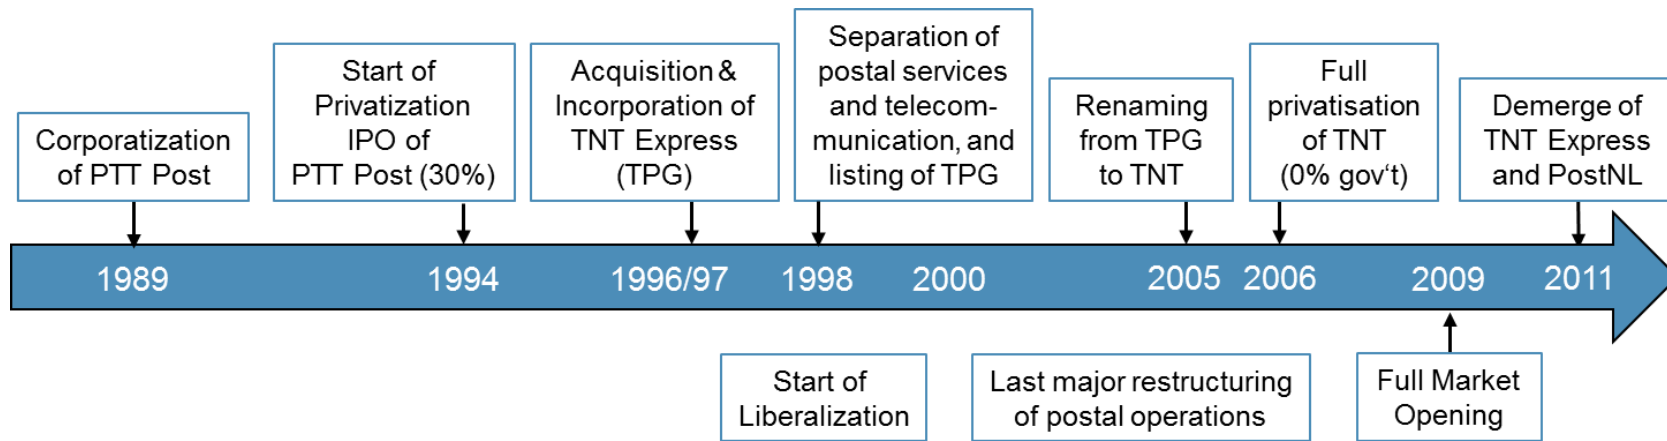 Corporatization
of PTT Post
Start of
Privatization
IPO of
PTT Post (30%)
Acquisition &
Incorporation of
TNT Express
(TPG)
Separation of
postal services
and telecom-
munication, and
listing of TPG
Renaming
from TPG
to TNT
Full
privatisation
of TNT
(0% gov‘t)
Demerge of
TNT Express
and PostNL
1989
1994
1996/97
1998
2000
2005
2006
2009
2011
Start of
Liberalization
Last major restructuring
of postal operations
Full Market
Opening